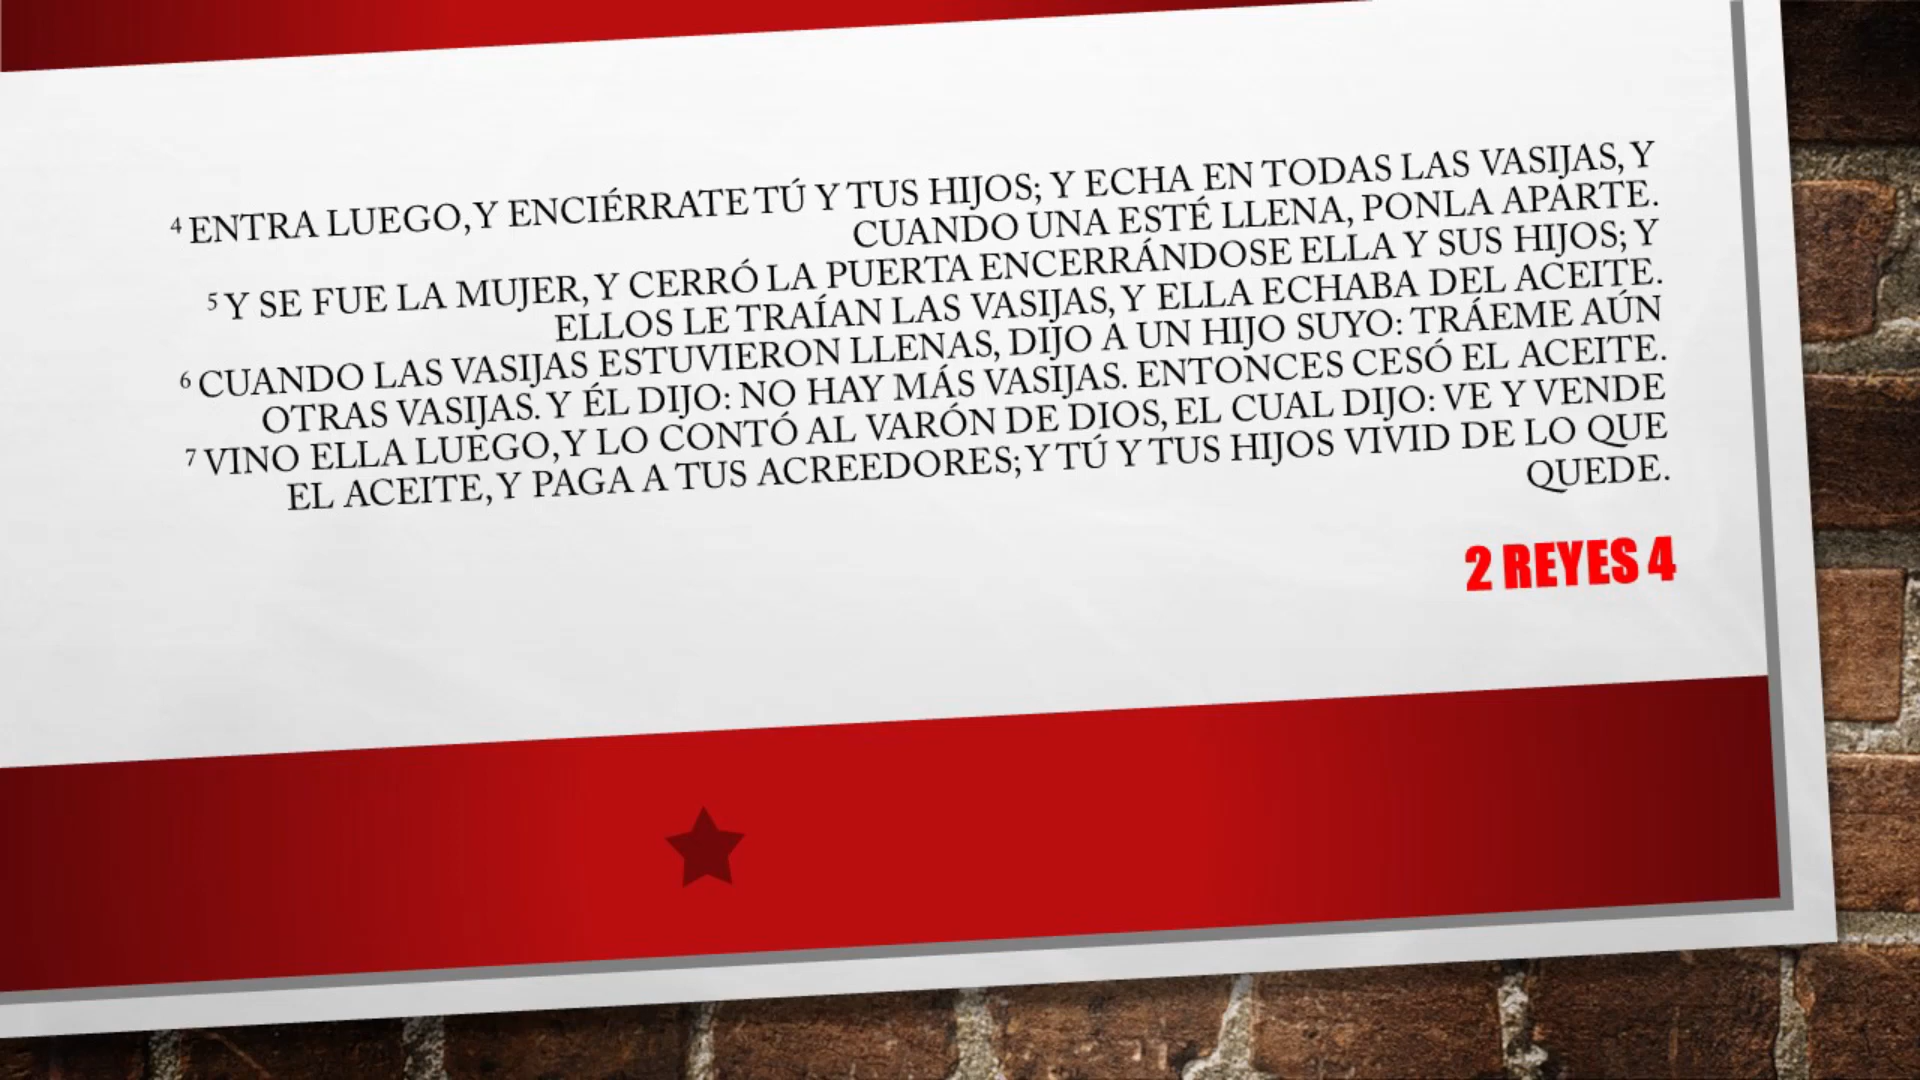 4 ENTRA LUEGO, Y ENCIÉRRATE TÚ Y TUS HIJOS; Y ECHA EN TODAS LAS VASIJAS, Y
CUANDO UNA ESTÉ LLENA, PONLA APARTE.
5 Y SE FUE LA MUJER, Y CERRÓ LA PUERTA ENCERRÁNDOSE ELLA Y SUS HIJOS; Y
ELLOS LE TRAÍAN LAS VASIJAS, Y ELLA ECHABA DEL ACEITE.
6 CUANDO LAS VASIJAS ESTUVIERON LLENAS, DIJO A UN HIJO SUYO: TRÁEME AÚN
OTRAS VASIJAS. Y ÉL DIJO: NO HAY MÁS VASIJAS. ENTONCES CESÓ EL ACEITE.
7 VINO ELLA LUEGO, Y LO CONTÓ AL VARÓN DE DIOS, EL CUAL DIJO: VE Y VENDE
EL ACEITE, Y PAGA A TUS ACREEDORES; Y TÚ Y TUS HIJOS VIVID DE LO QUE
QUEDE.
2 REYES 4